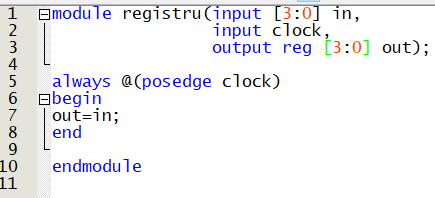 1 module registru(input [3:0] in,
2 input clock,
3 output reg [3:0] out);
4
5 always @(posedge clock)
6 begin
7 out=in;
8 end
9
10 endmodule
11